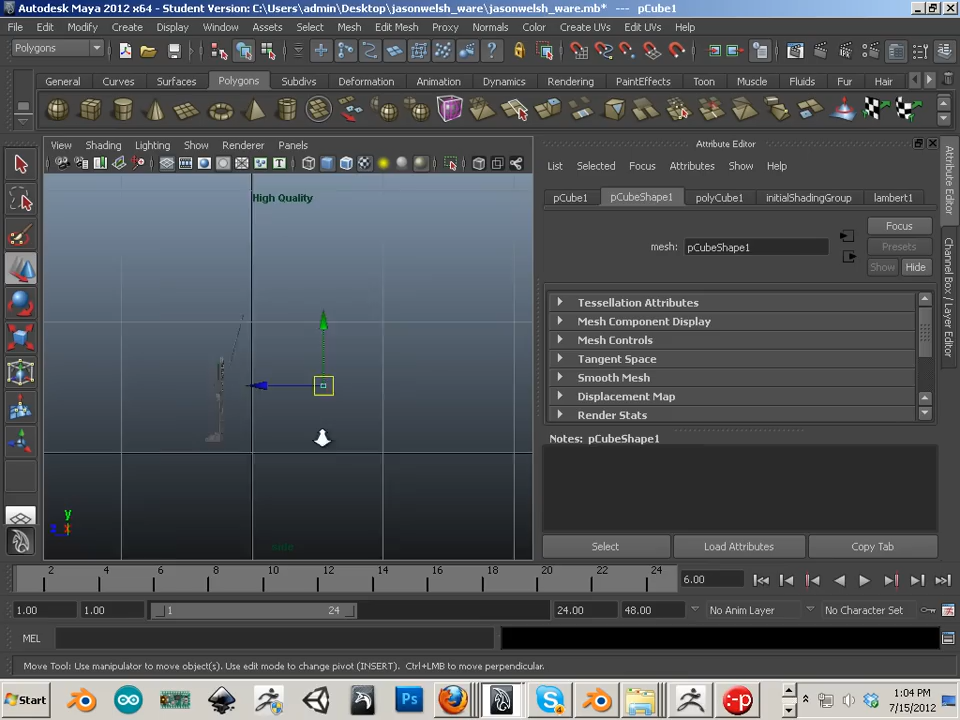 Autodesk Maya 2012 x64 - Student Version: C:\Users\admin\Desktop\jasonwelsh_ware\jasonwelsh_ware.mb* --- pCube1
File Edit Modify Create Display Window Assets Select Mesh Edit Mesh Proxy Normals Color Create UVs Edit UVs Help
Polygons
General Curves Surfaces Polygons Subdivs Deformation Animation Dynamics Rendering PaintEffects Toon Muscle Fluids Fur Hair
View Shading Lighting Show Renderer Panels
Attribute Editor
List Selected Focus Attributes Show Help
pCube1 pCubeShape1 polyCube1 initialShadingGroup lambert1
High Quality
Focus
mesh: pCubeShape1
Presets
Show Hide
Tessellation Attributes
Mesh Component Display
Mesh Controls
Tangent Space
Smooth Mesh
Displacement Map
Render Stats
Notes: pCubeShape1
Select Load Attributes Copy Tab
Attribute Editor
Channel Box / Layer Editor
y
z
2 4 6 8 10 12 14 16 18 20 22 24
6.00
1.00 1.00 1 24 24.00 48.00 No Anim Layer No Character Set
MEL
Move Tool: Use manipulator to move object(s). Use edit mode to change pivot (INSERT). Ctrl+LMB to move perpendicular.
Start
Ps
1:04 PM
7/15/2012